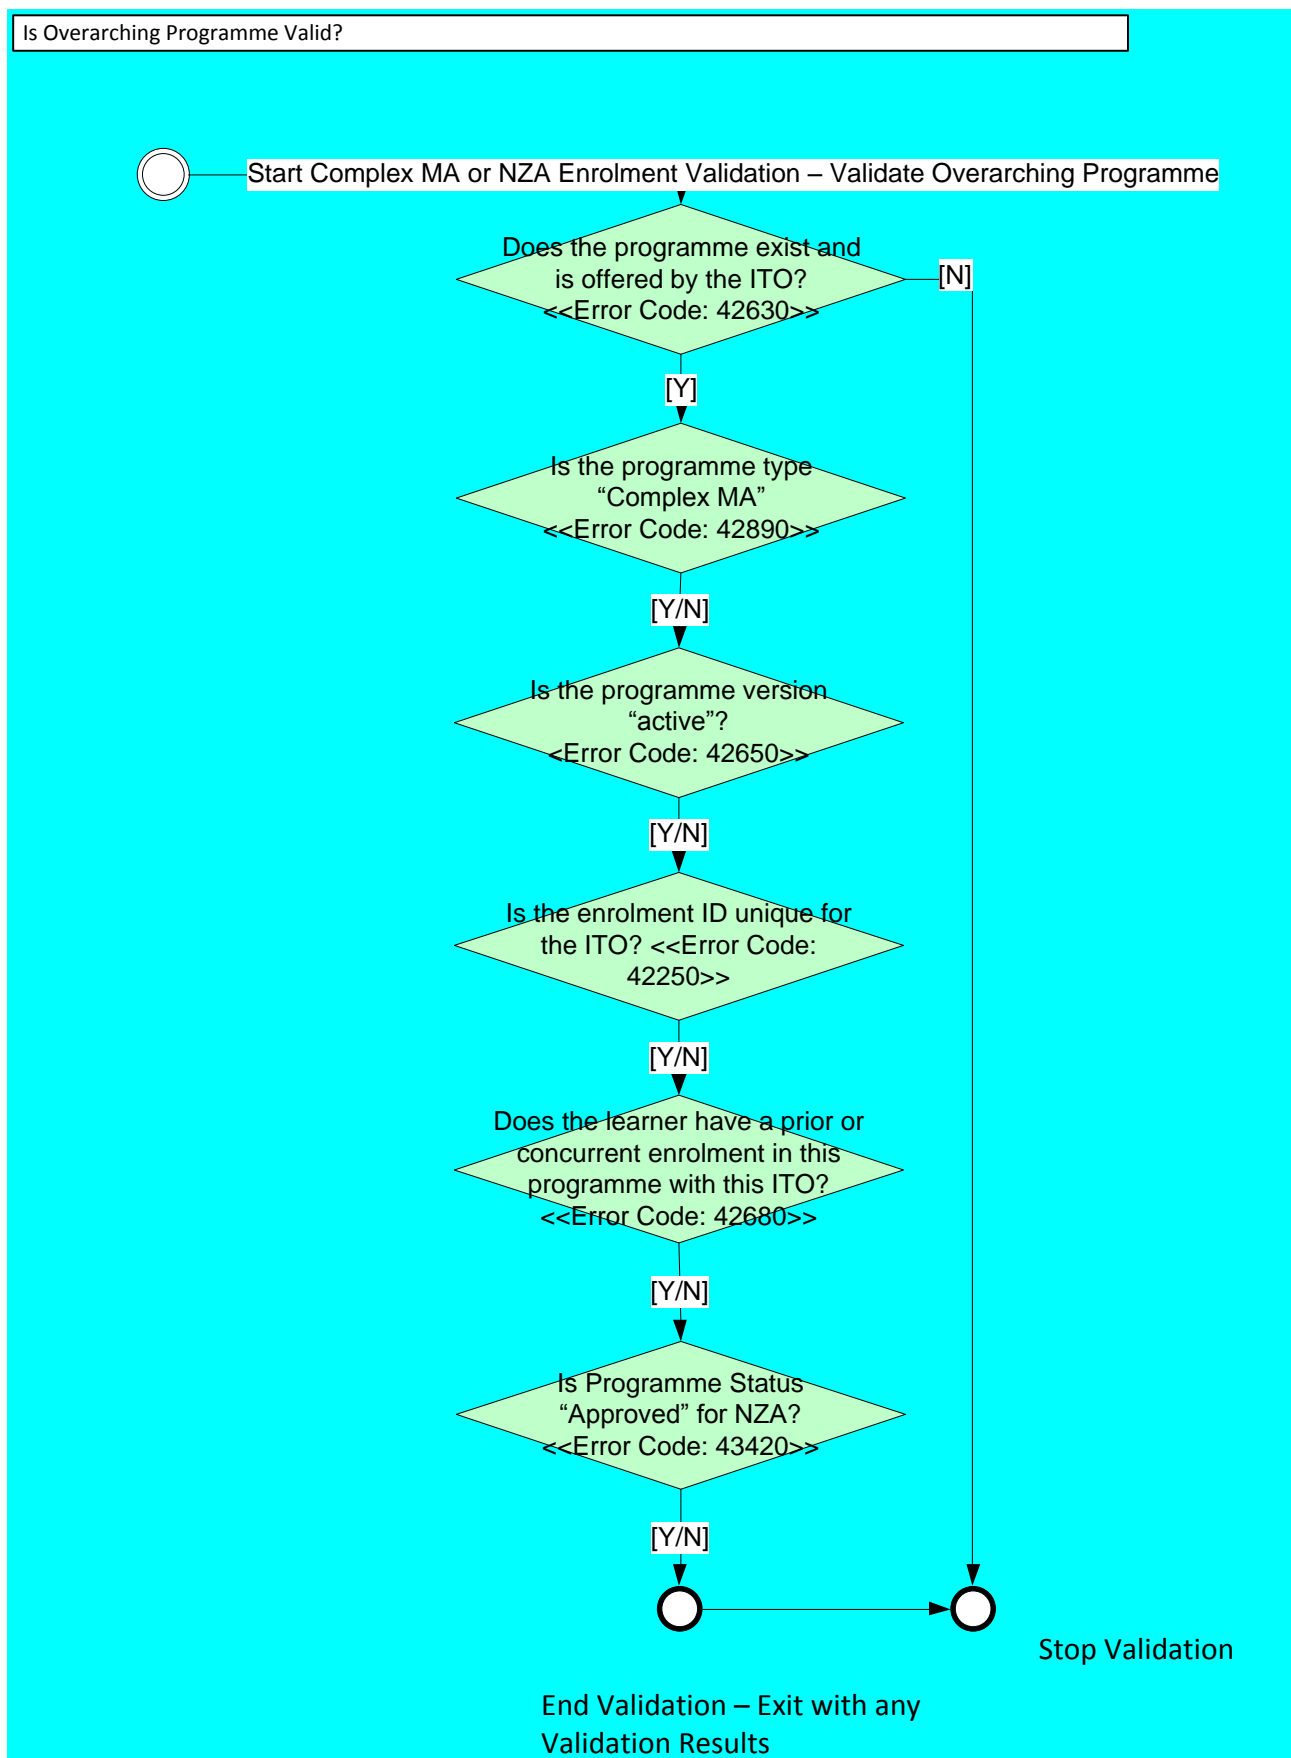 Is Overarching Programme Valid?
Start Complex MA or NZA Enrolment Validation – Validate Overarching Programme
Does the programme exist and
is offered by the ITO?
<<Error Code: 42630>>
[N]
[Y]
Is the programme type
“Complex MA”
<<Error Code: 42890>>
[Y/N]
Is the programme version
“active”?
<Error Code: 42650>>
[Y/N]
Is the enrolment ID unique for
the ITO? <<Error Code:
42250>>
[Y/N]
Does the learner have a prior or
concurrent enrolment in this
programme with this ITO?
<<Error Code: 42680>>
[Y/N]
Is Programme Status
“Approved” for NZA?
<<Error Code: 43420>>
[Y/N]
Stop Validation
End Validation – Exit with any
Validation Results